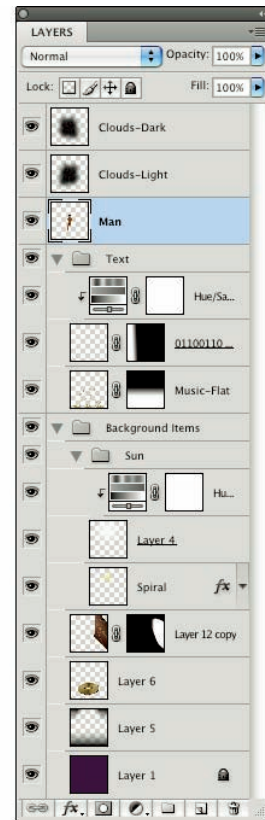 LAYERS
Normal Opacity: 100%
Lock: Fill: 100%
Clouds-Dark
Clouds-Light
Man
Text
Hue/Sa...
01100110 ...
Music-Flat
Background Items
Sun
Hu...
Layer 4
Spiral fx
Layer 12 copy
Layer 6
Layer 5
Layer 1
fx.